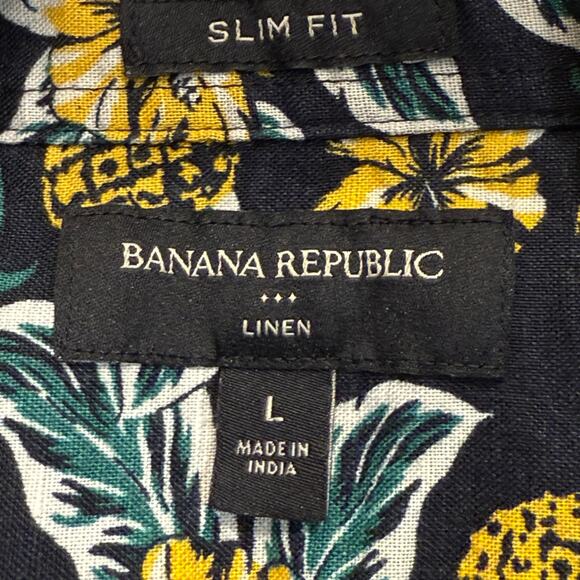 SLIM FIT
BANANA REPUBLIC
LINEN
L
MADE IN
INDIA